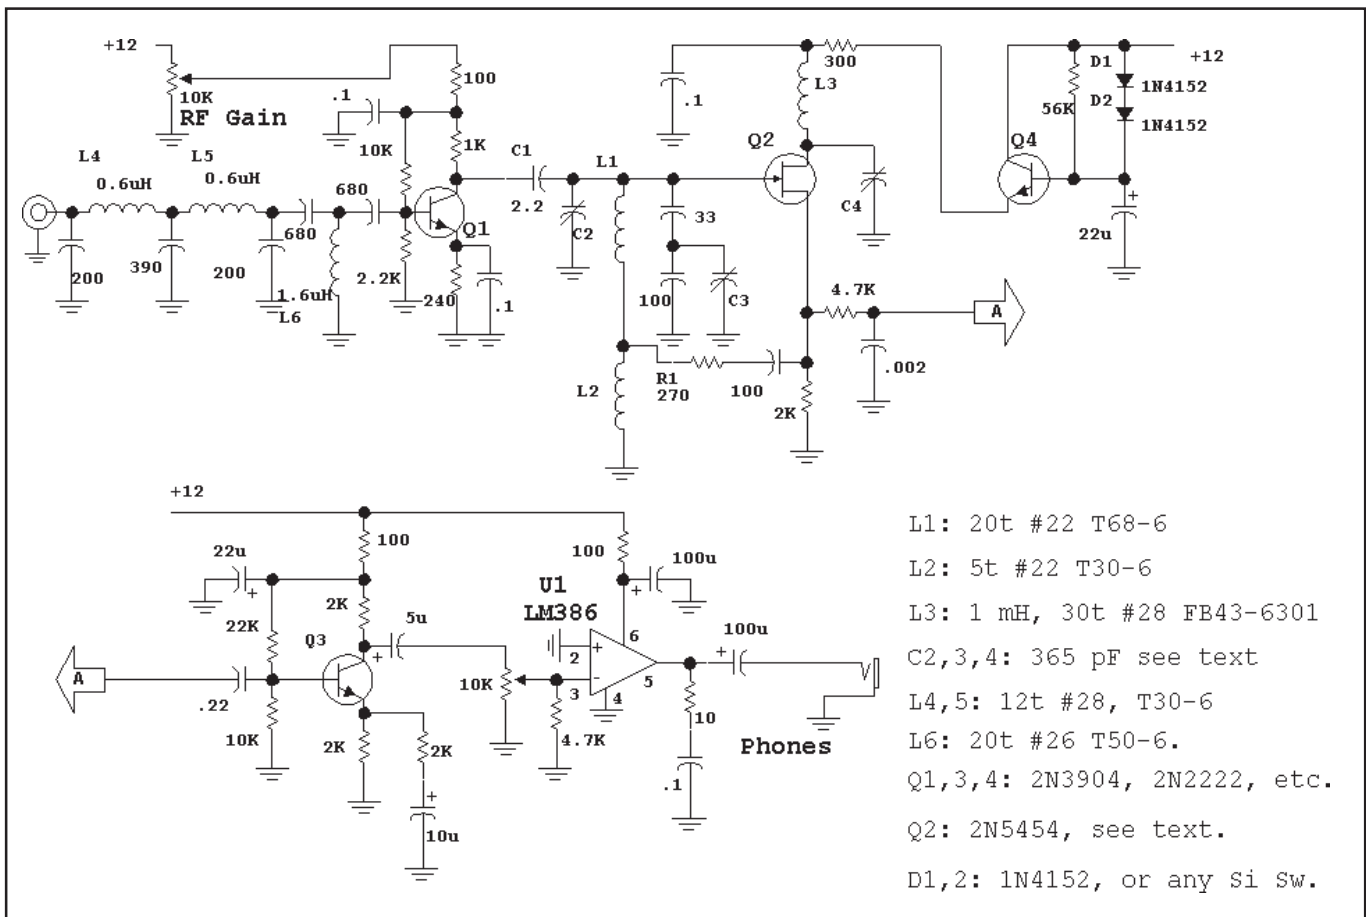 +12
10K
RF Gain
.1
100
10K
1K
L4
0.6uH
L5
0.6uH
200
390
200
680
680
1.6uH
L6
2.2K
Q1
240
.1
C1
2.2
C2
L1
33
100
C3
L2
R1
270
100
.1
300
L3
Q2
C4
4.7K
.002
2K
A
Q4
56K
D1
1N4152
D2
1N4152
+12
+
22u
+12
100
22u
+
2K
22K
Q3
5u
+
A
.22
10K
2K
2K
+
10u
10K
4.7K
100
100u
+
U1
LM386
+
-
2
3
6
5
4
100u
+
10
.1
Phones
L1: 20t #22 T68-6
L2: 5t #22 T30-6
L3: 1 mH, 30t #28 FB43-6301
C2,3,4: 365 pF see text
L4,5: 12t #28, T30-6
L6: 20t #26 T50-6.
Q1,3,4: 2N3904, 2N2222, etc.
Q2: 2N5454, see text.
D1,2: 1N4152, or any Si Sw.